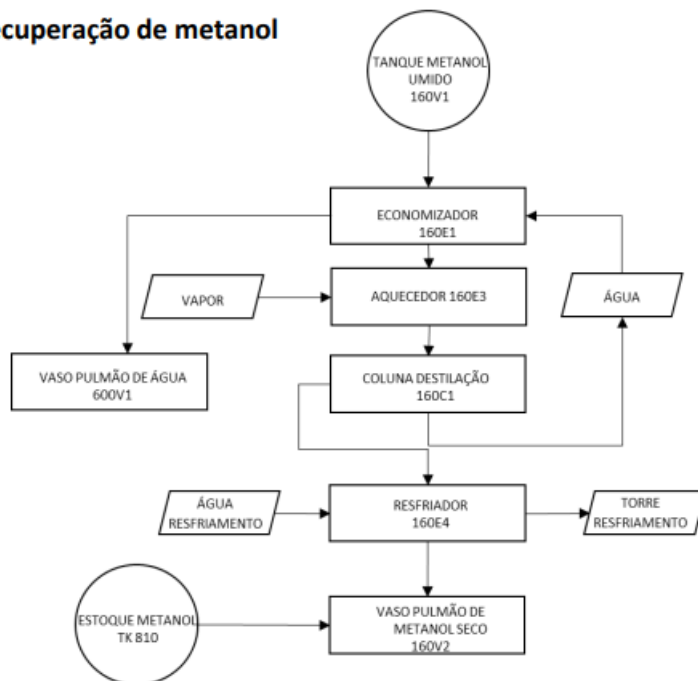 ecuperação de metanol
TANQUE METANOL
UMIDO
160V1
ECONOMIZADOR
160E1
VAPOR
AQUECEDOR 160E3
ÁGUA
VASO PULMÃO DE ÁGUA
600V1
COLUNA DESTILAÇÃO
160C1
ÁGUA
RESFRIAMENTO
RESFRIADOR
160E4
TORRE
RESFRIAMENTO
ESTOQUE METANOL
TK 810
VASO PULMÃO DE
METANOL SECO
160V2